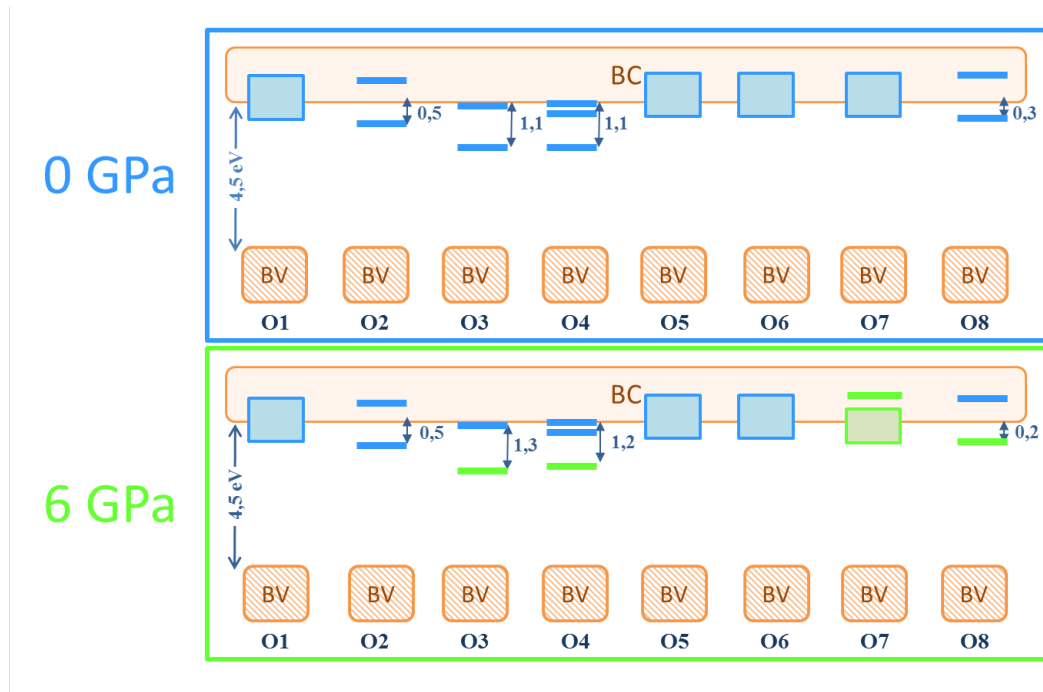 0 GPa
BC
0,5
1,1
1,1
0,3
4,5 eV
BV BV BV BV BV BV BV BV
O1 O2 O3 O4 O5 O6 O7 O8
6 GPa
BC
0,5
1,3
1,2
0,2
4,5 eV
BV BV BV BV BV BV BV BV
O1 O2 O3 O4 O5 O6 O7 O8